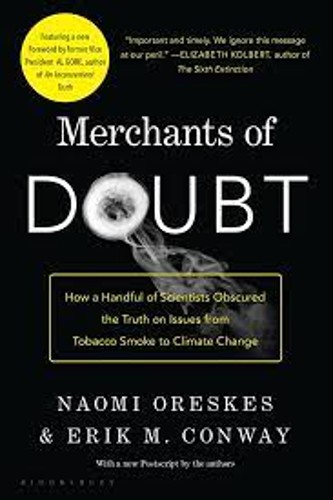 Featuring a new
Foreword by former Vice
President AL GORE, author
of An Inconvenient
Truth
"Important and timely. We ignore this message
at our peril." —ELIZABETH KOLBERT, author of
The Sixth Extinction
Merchants of
DOUBT
How a Handful of Scientists Obscured
the Truth on Issues from
Tobacco Smoke to Climate Change
NAOMI ORESKES
& ERIK M. CONWAY
With a new Postscript by the authors
BLOOMSBURY